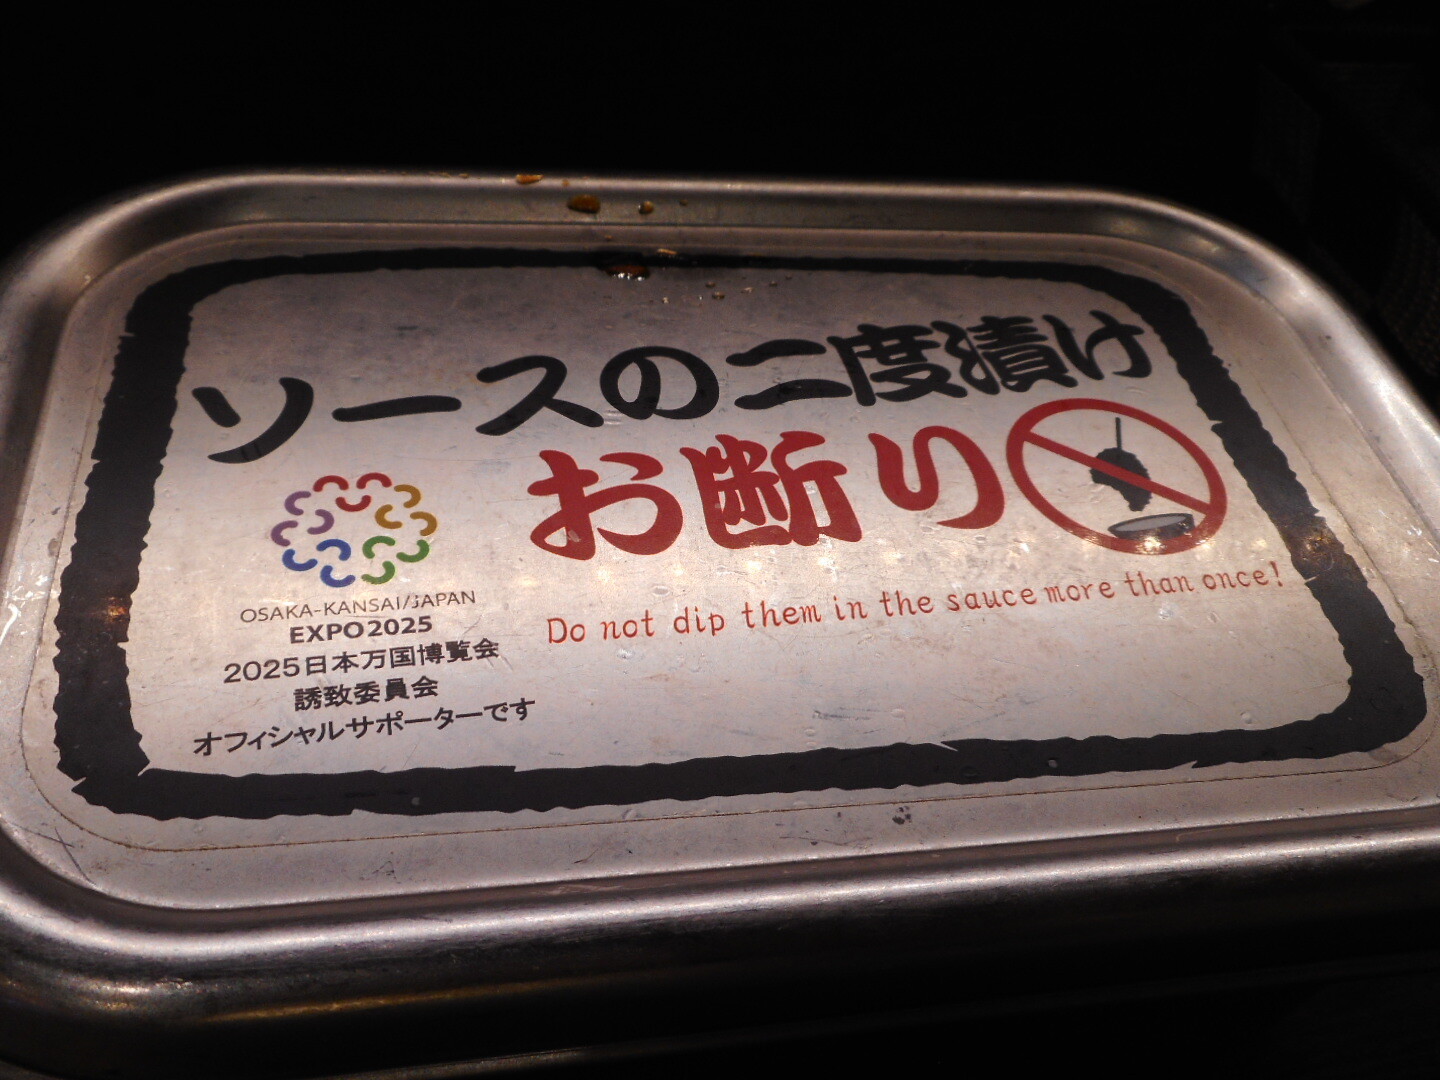 ソースの二度漬け
お断り
Do not dip them in the sauce more than once!
OSAKA-KANSAI/JAPAN
EXPO2025
2025日本万国博覧会
誘致委員会
オフィシャルサポーターです